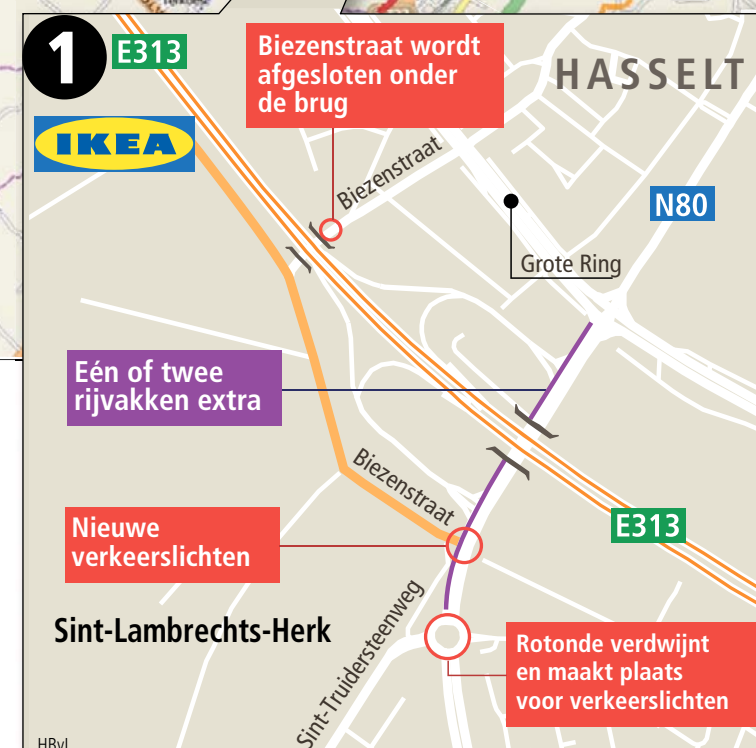 1
E313
IKEA
Biezenstraat wordt
afgesloten onder
de brug
HASSELT
Biezenstraat
N80
Grote Ring
Eén of twee
rijvakken extra
Biezenstraat
E313
Nieuwe
verkeerslichten
Sint-Lambrechts-Herk
Sint-Truidersteenweg
Rotonde verdwijnt
en maakt plaats
voor verkeerslichten
HBvL